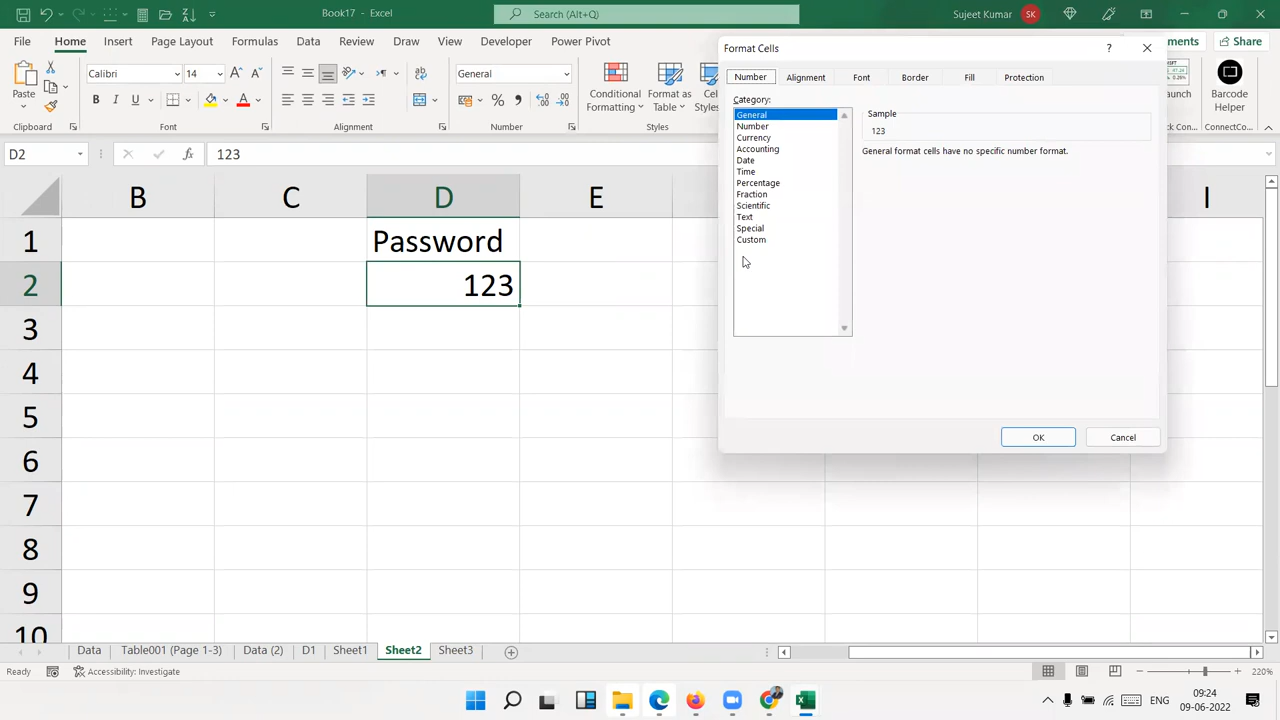 Book17 - Excel
Search (Alt+Q)
Sujeet Kumar SK
File Home Insert Page Layout Formulas Data Review View Draw Developer Power Pivot
Share
Format Cells
Number Alignment Font Border Fill Protection
Category:
General
Number
Currency
Accounting
Date
Time
Percentage
Fraction
Scientific
Text
Special
Custom
Sample
123
General format cells have no specific number format.
OK Cancel
Paste
Calibri 14
General
Conditional Formatting
Format as Table
Barcode Helper
Clipboard Font Alignment Number Styles
D2 123
B C D E I
1 Password
2 123
3
4
5
6
7
8
9
10
Data Table001 (Page 1-3) Data (2) D1 Sheet1 Sheet2 Sheet3
Ready Accessibility: Investigate 220%
ENG 09:24
09-06-2022